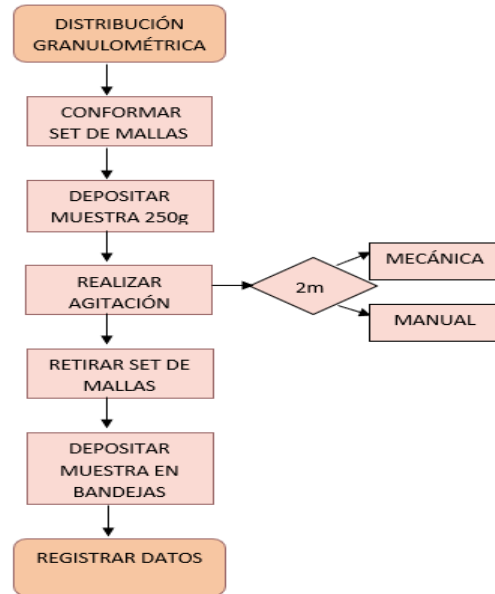 DISTRIBUCIÓN
GRANULOMÉTRICA
CONFORMAR
SET DE MALLAS
DEPOSITAR
MUESTRA 250g
REALIZAR
AGITACIÓN
2m
MECÁNICA
MANUAL
RETIRAR SET DE
MALLAS
DEPOSITAR
MUESTRA EN
BANDEJAS
REGISTRAR DATOS